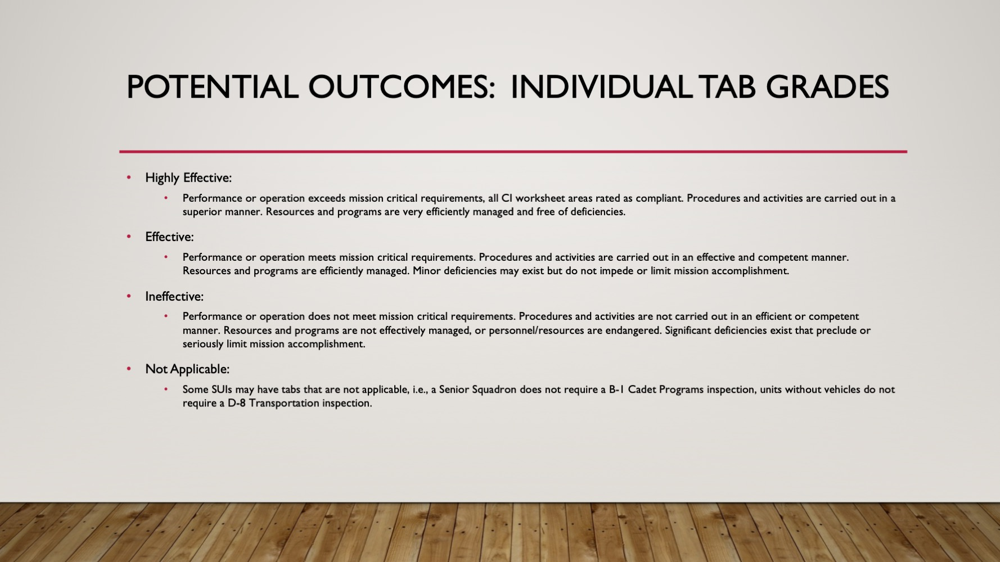 POTENTIAL OUTCOMES: INDIVIDUAL TAB GRADES
• Highly Effective:
• Performance or operation exceeds mission critical requirements, all CI worksheet areas rated as compliant. Procedures and activities are carried out in a
superior manner. Resources and programs are very efficiently managed and free of deficiencies.
• Effective:
• Performance or operation meets mission critical requirements. Procedures and activities are carried out in an effective and competent manner.
Resources and programs are efficiently managed. Minor deficiencies may exist but do not impede or limit mission accomplishment.
• Ineffective:
• Performance or operation does not meet mission critical requirements. Procedures and activities are not carried out in an efficient or competent
manner. Resources and programs are not effectively managed, or personnel/resources are endangered. Significant deficiencies exist that preclude or
seriously limit mission accomplishment.
• Not Applicable:
• Some SUIs may have tabs that are not applicable, i.e., a Senior Squadron does not require a B-1 Cadet Programs inspection, units without vehicles do not
require a D-8 Transportation inspection.